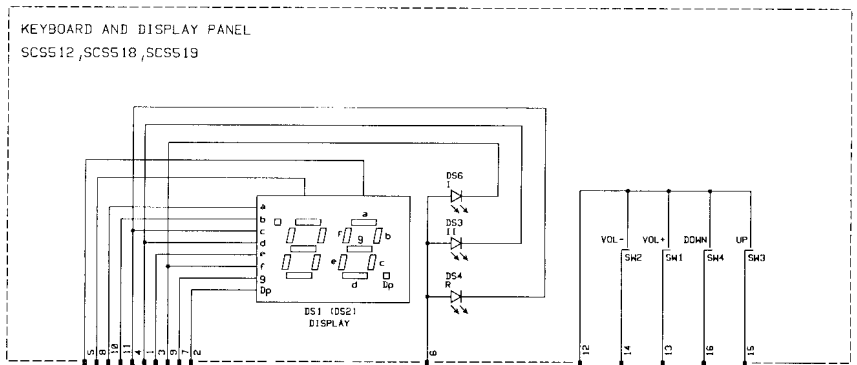 KEYBOARD AND DISPLAY PANEL
SCS512,SCS518,SCS519
DS6
I
DS3
II
DS4
R
a
b
c
d
e
f
g
Dp
a
f
b
g
e
c
d
Dp
DS1 (DS2)
DISPLAY
VOL- VOL+ DOWN UP
SW2 SW1 SW4 SW3
5 8 10 11 4 1 3 9 7 2 6 12 14 13 16 15